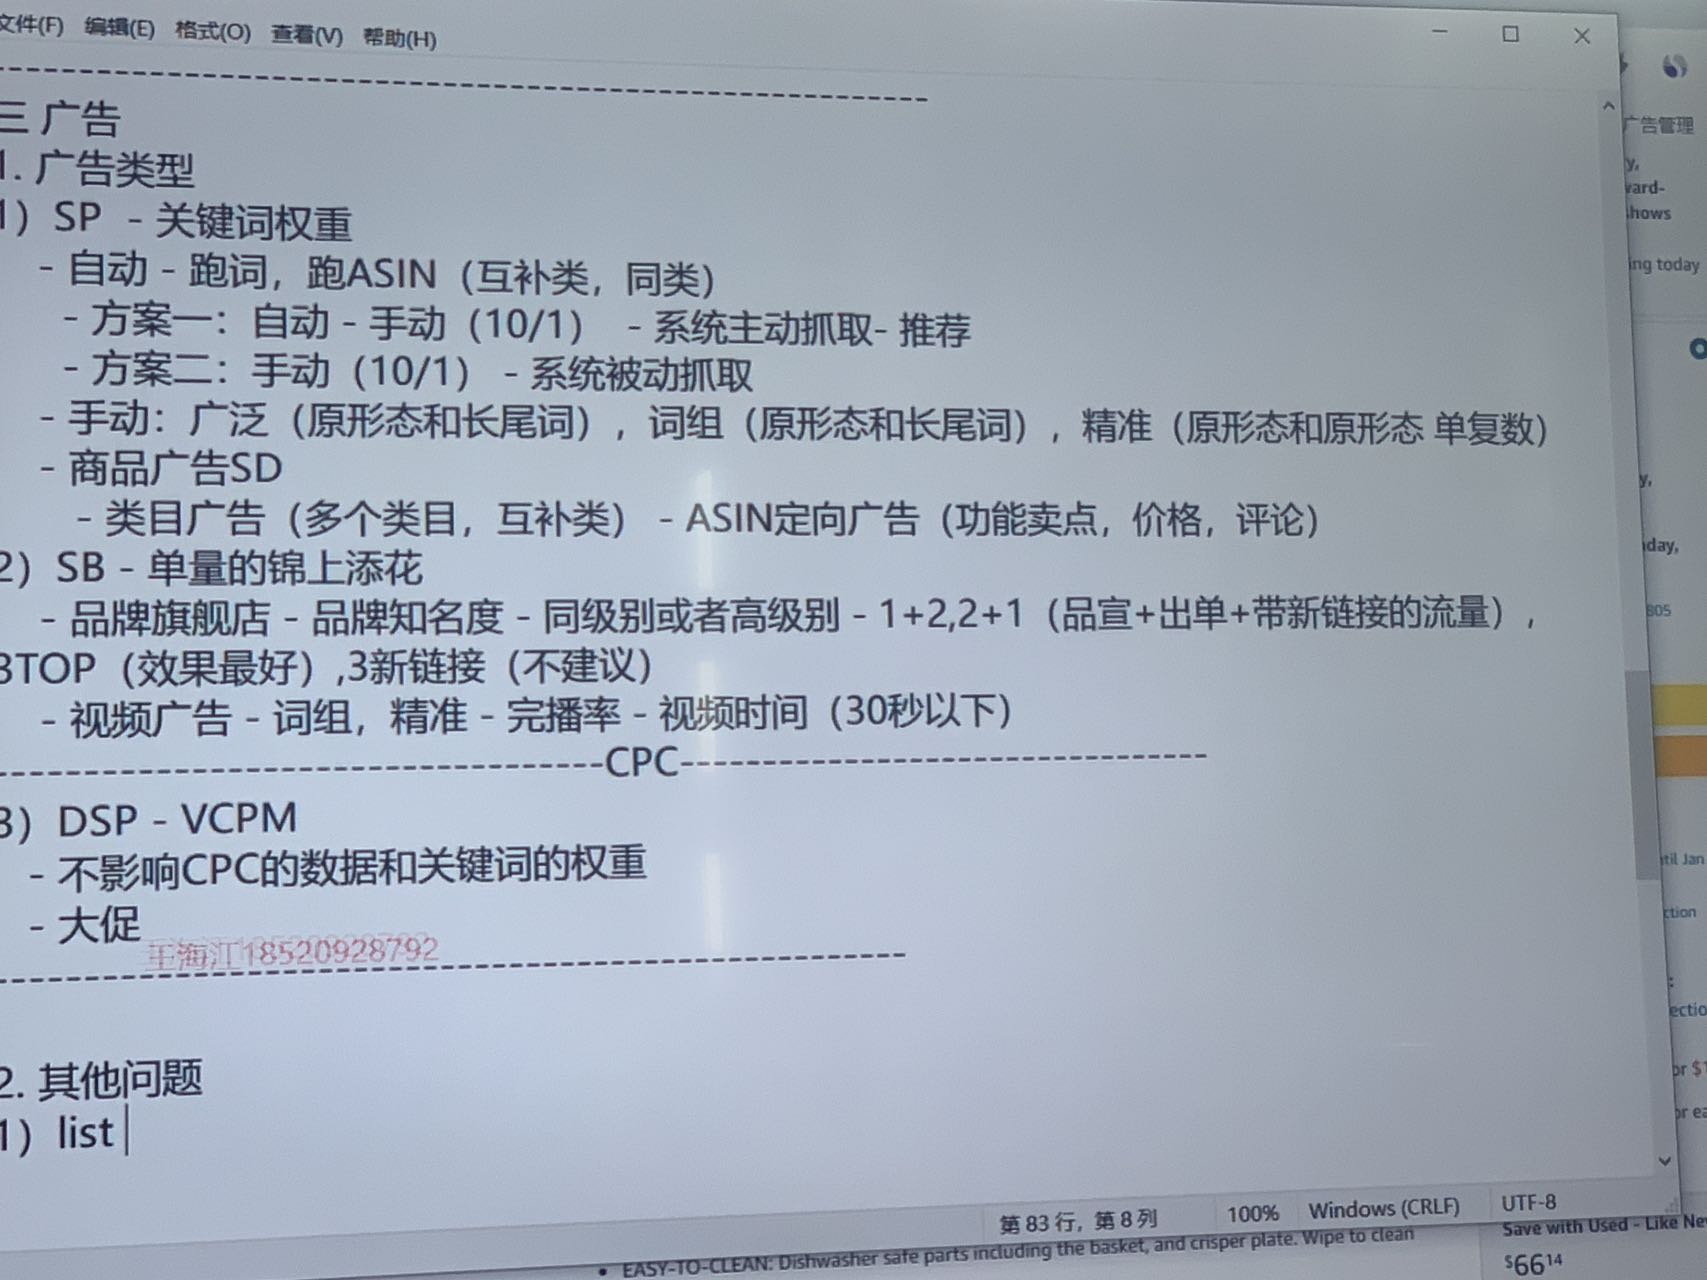 文件(F) 编辑(E) 格式(O) 查看(V) 帮助(H)
三 广告
1. 广告类型
1）SP - 关键词权重
- 自动 - 跑词，跑ASIN（互补类，同类）
- 方案一：自动 - 手动（10/1） - 系统主动抓取- 推荐
- 方案二：手动（10/1） - 系统被动抓取
- 手动：广泛（原形态和长尾词），词组（原形态和长尾词），精准（原形态和原形态 单复数）
- 商品广告SD
- 类目广告（多个类目，互补类） - ASIN定向广告（功能卖点，价格，评论）
2）SB - 单量的锦上添花
- 品牌旗舰店 - 品牌知名度 - 同级别或者高级别 - 1+2,2+1（品宣+出单+带新链接的流量），
3TOP（效果最好）,3新链接（不建议）
- 视频广告 - 词组，精准 - 完播率 - 视频时间（30秒以下）
---------------------------------CPC---------------------------------
3）DSP - VCPM
- 不影响CPC的数据和关键词的权重
- 大促
王海江18520928792
2. 其他问题
1）list
第 83 行，第 8 列 100% Windows (CRLF) UTF-8
广告管理
y,
ward-
shows
ing today
y,
day,
805
til Jan
ction
ectio
or $1
or ea
Save with Used - Like Ne
$66 14
• EASY-TO-CLEAN: Dishwasher safe parts including the basket, and crisper plate. Wipe to clean